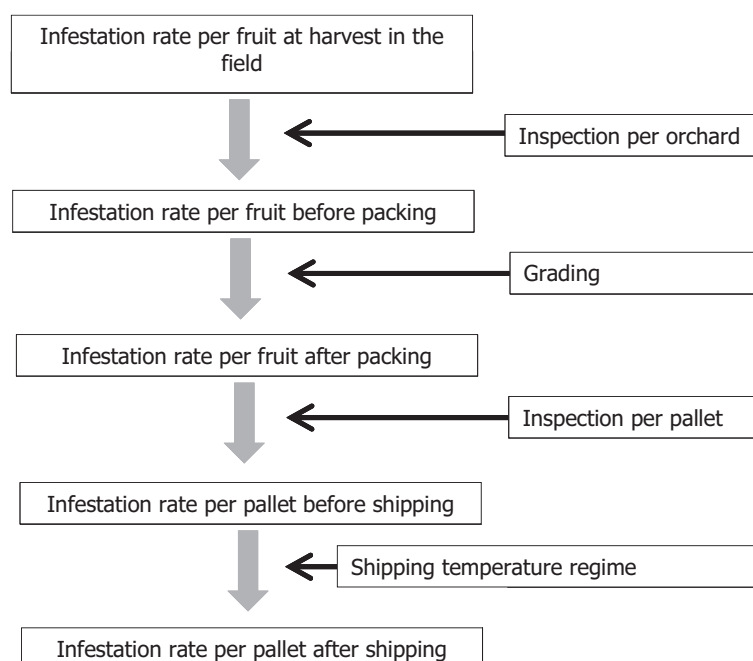 Infestation rate per fruit at harvest in the
field
Inspection per orchard
Infestation rate per fruit before packing
Grading
Infestation rate per fruit after packing
Inspection per pallet
Infestation rate per pallet before shipping
Shipping temperature regime
Infestation rate per pallet after shipping